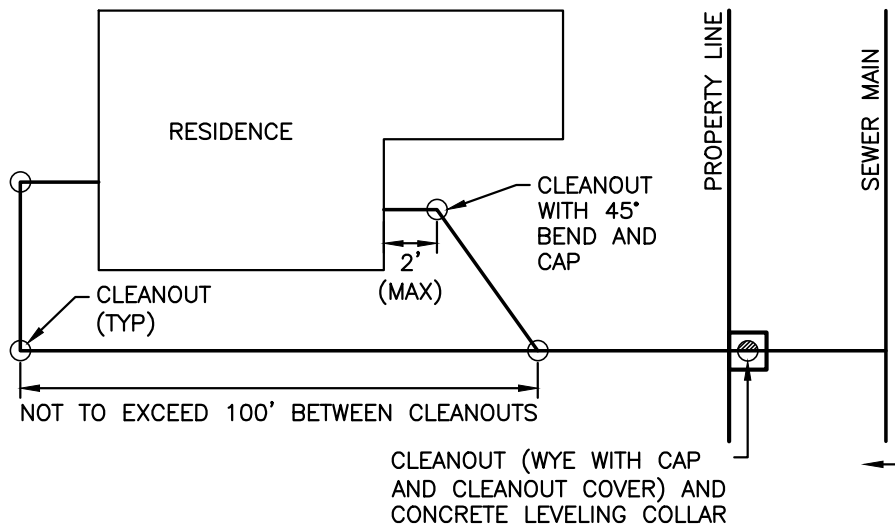 RESIDENCE
PROPERTY LINE
SEWER MAIN
CLEANOUT
WITH 45°
BEND AND
CAP
2'
(MAX)
CLEANOUT
(TYP)
NOT TO EXCEED 100' BETWEEN CLEANOUTS
CLEANOUT (WYE WITH CAP
AND CLEANOUT COVER) AND
CONCRETE LEVELING COLLAR